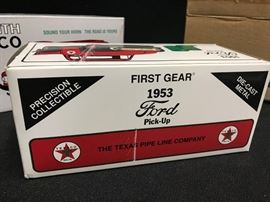 SOUND YOUR HORN THE ROAD IS YOURS
CO
FIRST GEAR
PRECISION
COLLECTIBLE
1953
Ford
Pick-Up
DIE-CAST
METAL
THE TEXAS PIPE LINE COMPANY